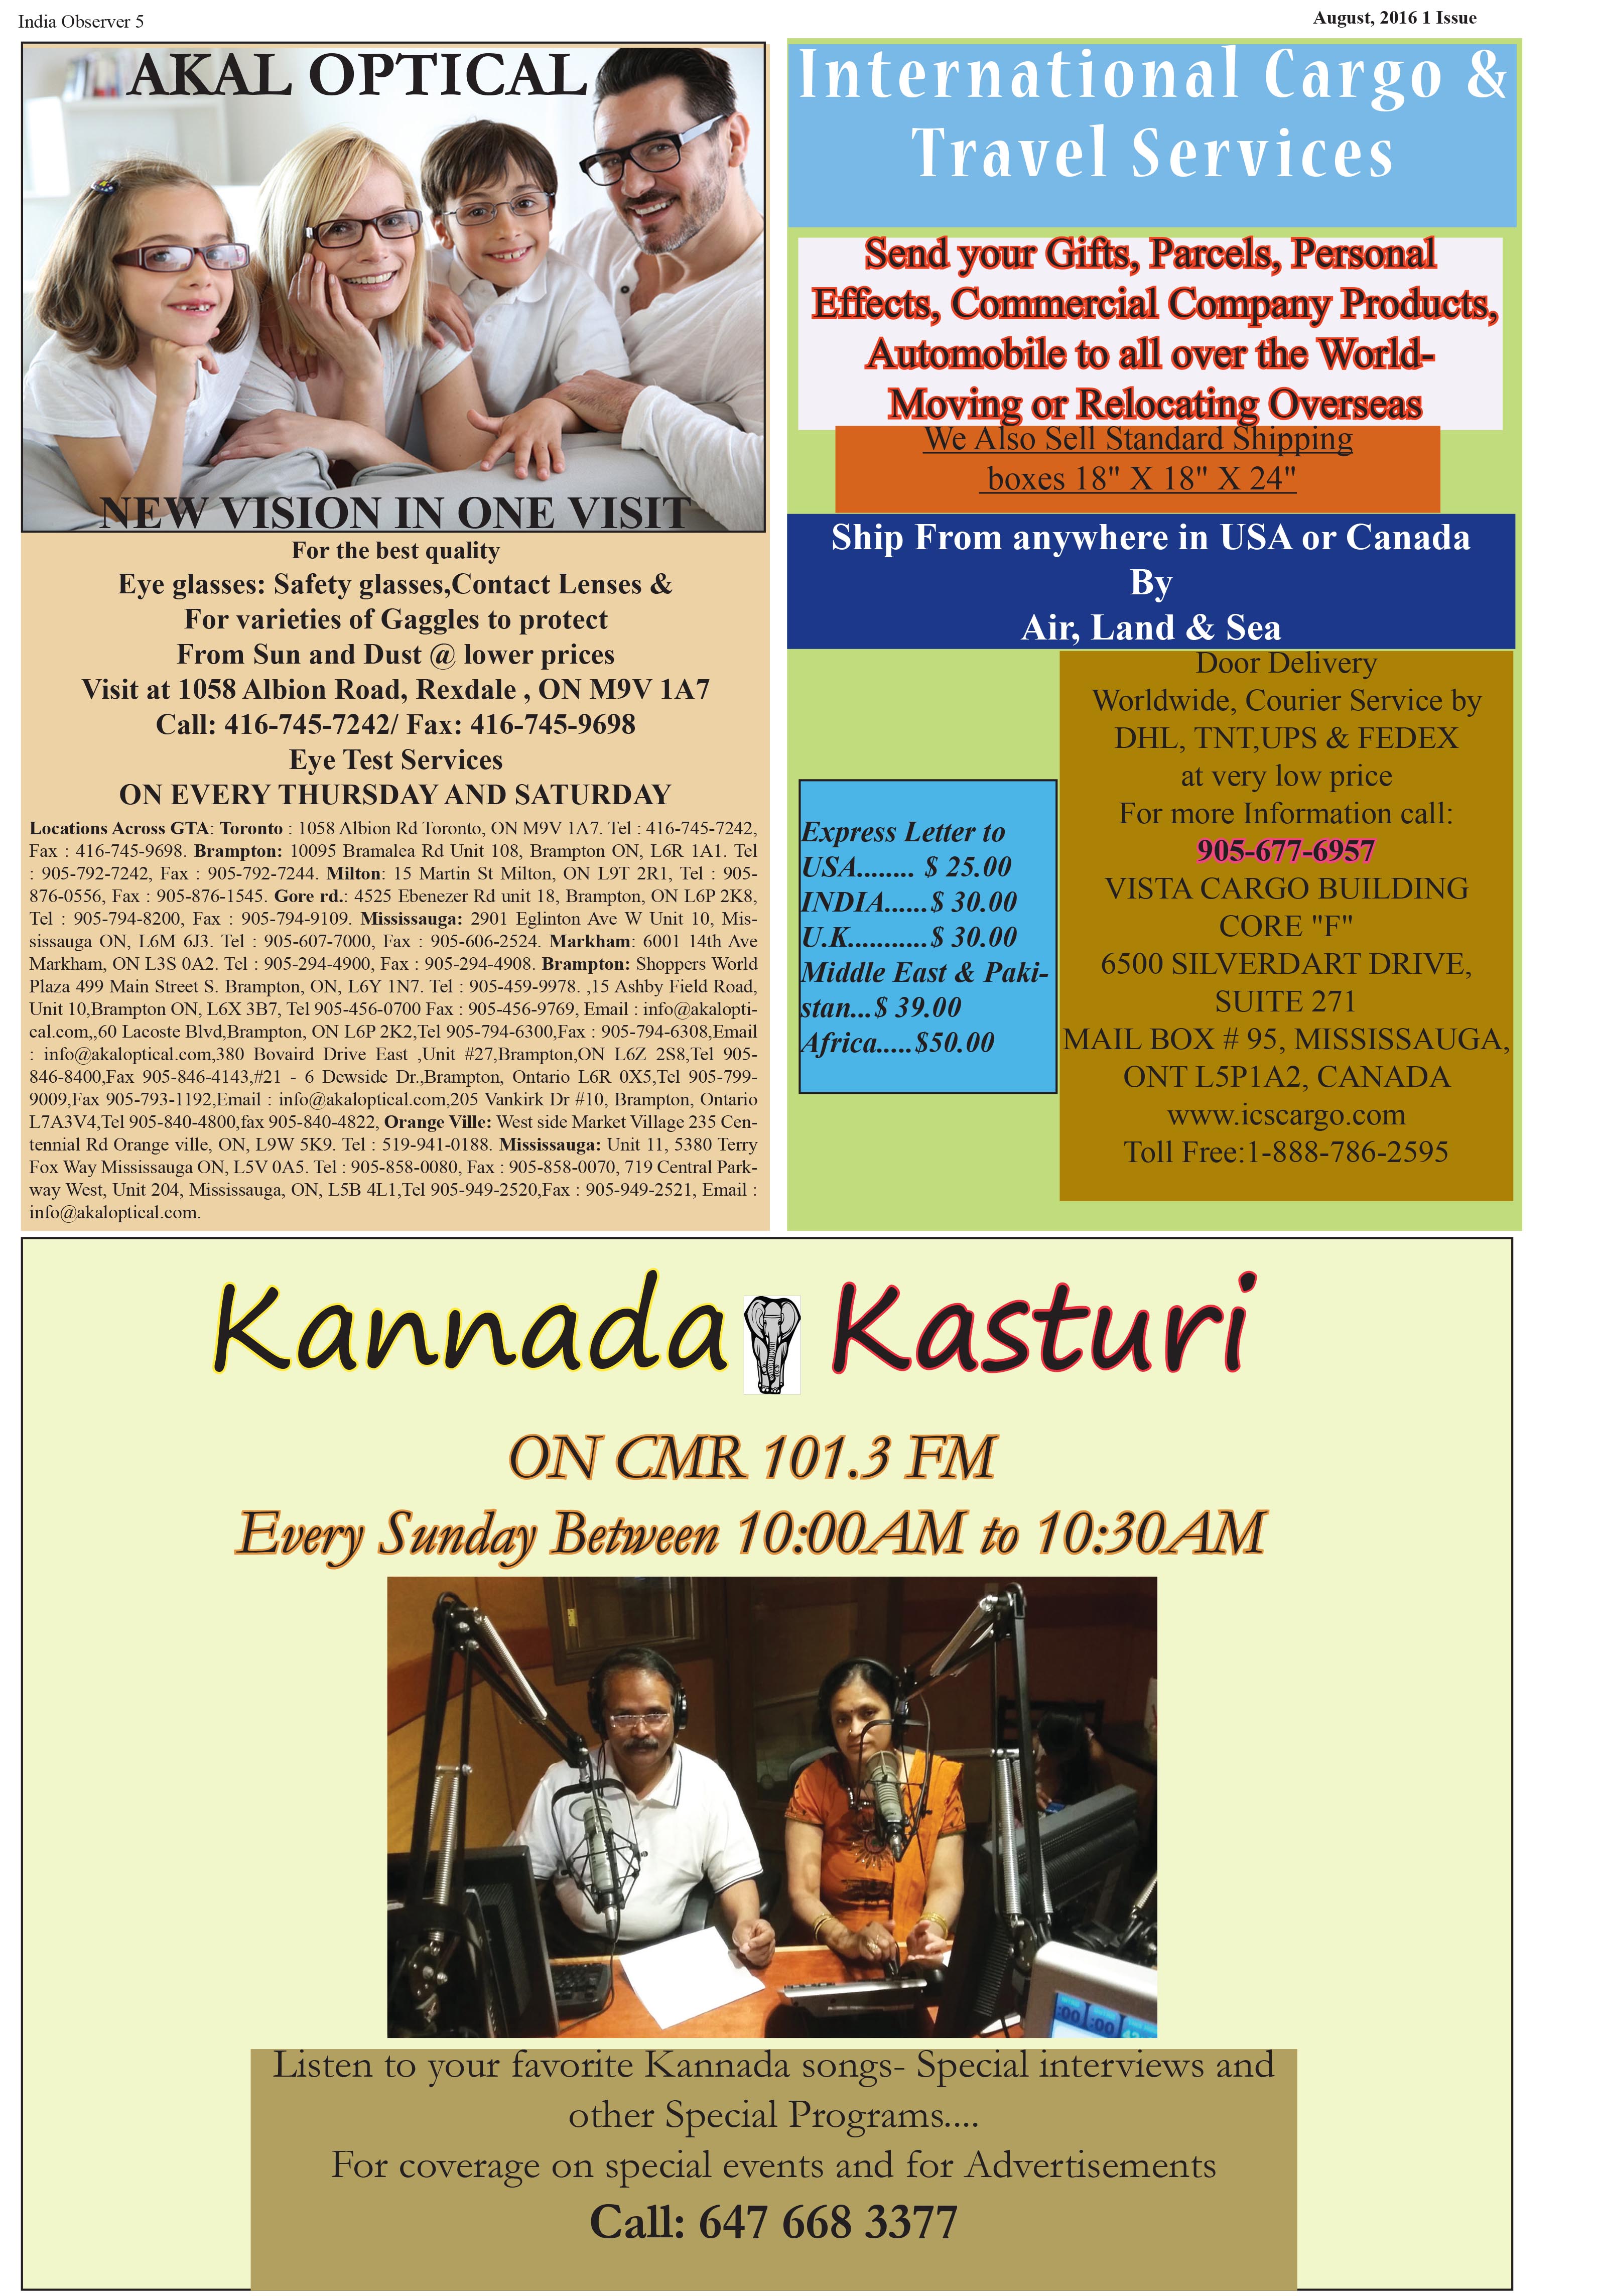 India Observer 5
August, 2016 1 Issue
AKAL OPTICAL
NEW VISION IN ONE VISIT
For the best quality
Eye glasses: Safety glasses,Contact Lenses &
For varieties of Gaggles to protect
From Sun and Dust @ lower prices
Visit at 1058 Albion Road, Rexdale , ON M9V 1A7
Call: 416-745-7242/ Fax: 416-745-9698
Eye Test Services
ON EVERY THURSDAY AND SATURDAY
Locations Across GTA: Toronto : 1058 Albion Rd Toronto, ON M9V 1A7. Tel : 416-745-7242,
Fax : 416-745-9698. Brampton: 10095 Bramalea Rd Unit 108, Brampton ON, L6R 1A1. Tel
: 905-792-7242, Fax : 905-792-7244. Milton: 15 Martin St Milton, ON L9T 2R1, Tel : 905-
876-0556, Fax : 905-876-1545. Gore rd.: 4525 Ebenezer Rd unit 18, Brampton, ON L6P 2K8,
Tel : 905-794-8200, Fax : 905-794-9109. Mississauga: 2901 Eglinton Ave W Unit 10, Mis-
sissauga ON, L6M 6J3. Tel : 905-607-7000, Fax : 905-606-2524. Markham: 6001 14th Ave
Markham, ON L3S 0A2. Tel : 905-294-4900, Fax : 905-294-4908. Brampton: Shoppers World
Plaza 499 Main Street S. Brampton, ON, L6Y 1N7. Tel : 905-459-9978. ,15 Ashby Field Road,
Unit 10,Brampton ON, L6X 3B7, Tel 905-456-0700 Fax : 905-456-9769, Email : info@akalopti-
cal.com,,60 Lacoste Blvd,Brampton, ON L6P 2K2,Tel 905-794-6300,Fax : 905-794-6308,Email
: info@akaloptical.com,380 Bovaird Drive East ,Unit #27,Brampton,ON L6Z 2S8,Tel 905-
846-8400,Fax 905-846-4143,#21 - 6 Dewside Dr.,Brampton, Ontario L6R 0X5,Tel 905-799-
9009,Fax 905-793-1192,Email : info@akaloptical.com,205 Vankirk Dr #10, Brampton, Ontario
L7A3V4,Tel 905-840-4800,fax 905-840-4822, Orange Ville: West side Market Village 235 Cen-
tennial Rd Orange ville, ON, L9W 5K9. Tel : 519-941-0188. Mississauga: Unit 11, 5380 Terry
Fox Way Mississauga ON, L5V 0A5. Tel : 905-858-0080, Fax : 905-858-0070, 719 Central Park-
way West, Unit 204, Mississauga, ON, L5B 4L1,Tel 905-949-2520,Fax : 905-949-2521, Email :
info@akaloptical.com.
International Cargo &
Travel Services
Send your Gifts, Parcels, Personal
Effects, Commercial Company Products,
Automobile to all over the World-
Moving or Relocating Overseas
We Also Sell Standard Shipping
boxes 18" X 18" X 24"
Ship From anywhere in USA or Canada
By
Air, Land & Sea
Express Letter to
USA........ $ 25.00
INDIA......$ 30.00
U.K...........$ 30.00
Middle East & Paki-
stan...$ 39.00
Africa.....$50.00
Door Delivery
Worldwide, Courier Service by
DHL, TNT,UPS & FEDEX
at very low price
For more Information call:
905-677-6957
VISTA CARGO BUILDING
CORE "F"
6500 SILVERDART DRIVE,
SUITE 271
MAIL BOX # 95, MISSISSAUGA,
ONT L5P1A2, CANADA
www.icscargo.com
Toll Free:1-888-786-2595
Kannada Kasturi
ON CMR 101.3 FM
Every Sunday Between 10:00AM to 10:30AM
:00 :00
Listen to your favorite Kannada songs- Special interviews and
other Special Programs....
For coverage on special events and for Advertisements
Call: 647 668 3377